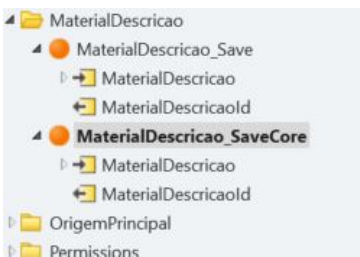 MaterialDescricao
MaterialDescricao_Save
MaterialDescricao
MaterialDescricaoId
MaterialDescricao_SaveCore
MaterialDescricao
MaterialDescricaoId
OrigemPrincipal
Permissions